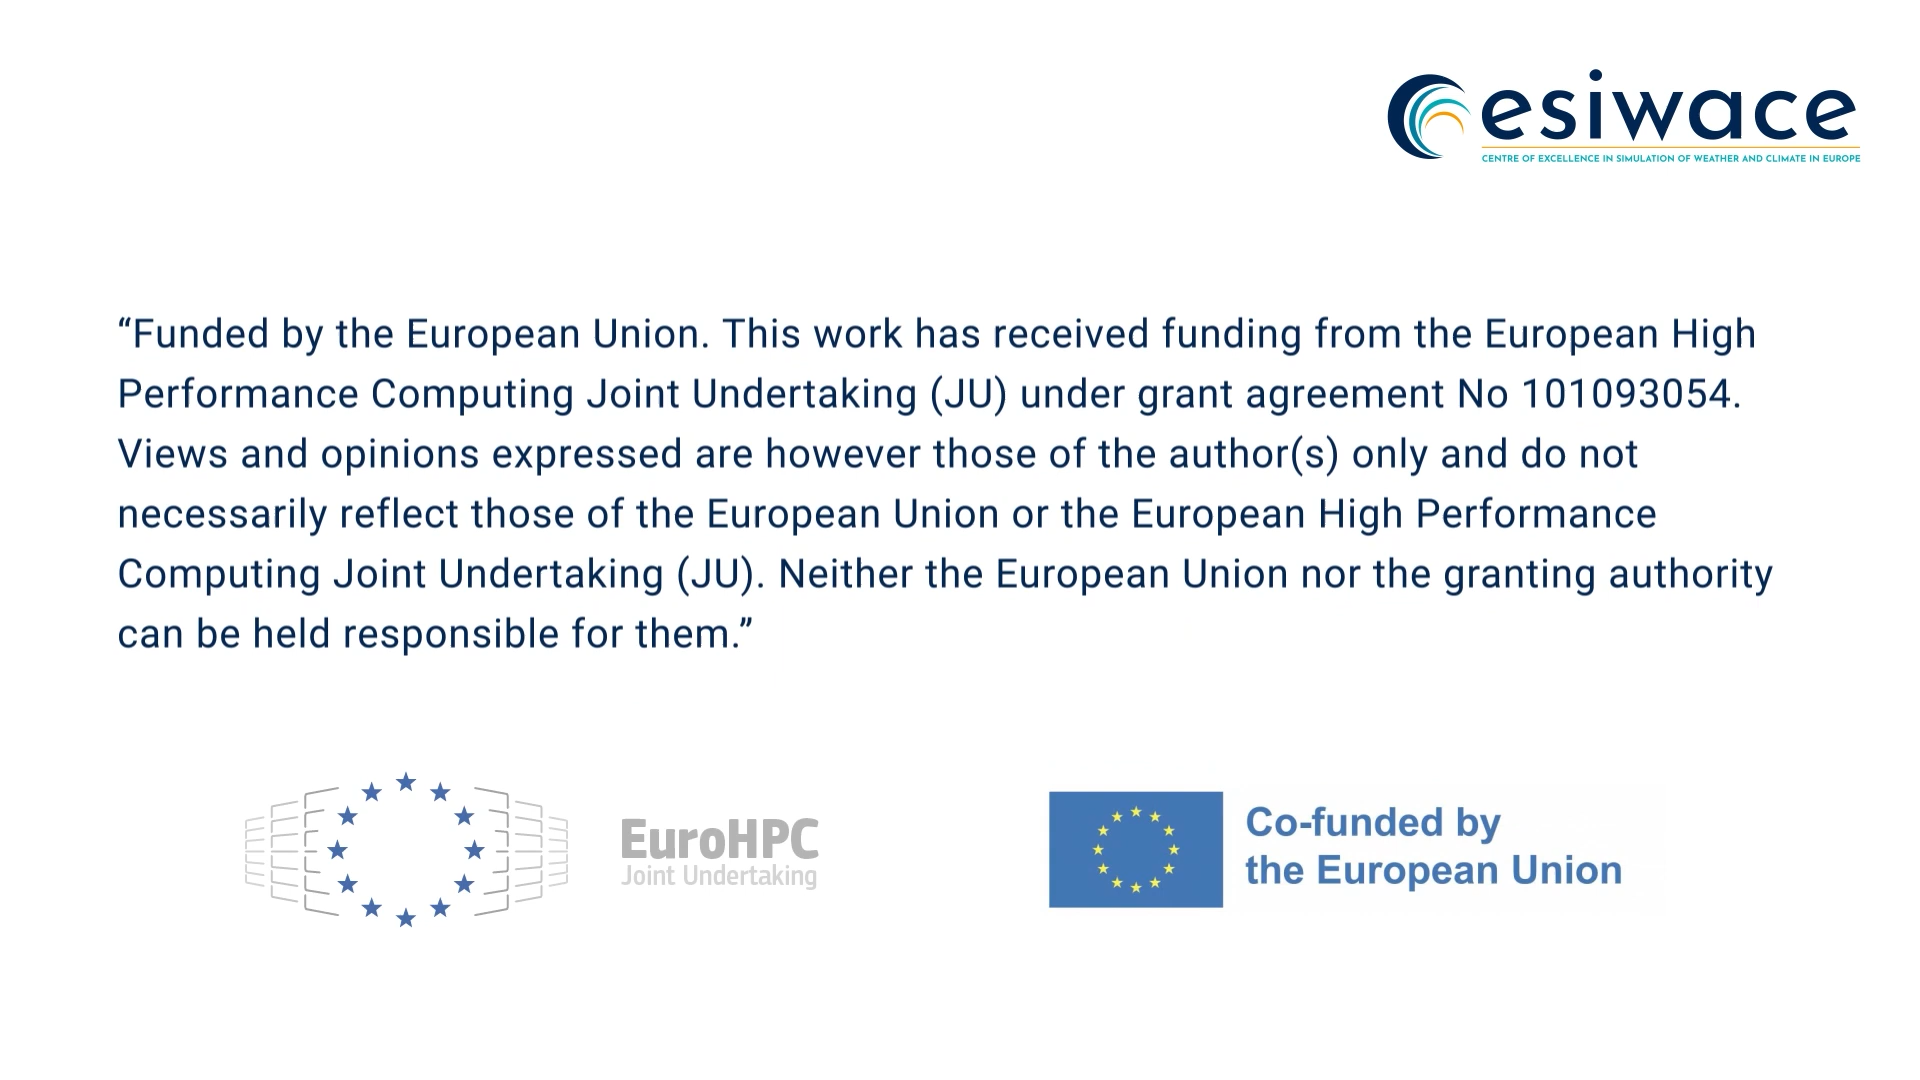 esiwace
CENTRE OF EXCELLENCE IN SIMULATION OF WEATHER AND CLIMATE IN EUROPE
“Funded by the European Union. This work has received funding from the European High
Performance Computing Joint Undertaking (JU) under grant agreement No 101093054.
Views and opinions expressed are however those of the author(s) only and do not
necessarily reflect those of the European Union or the European High Performance
Computing Joint Undertaking (JU). Neither the European Union nor the granting authority
can be held responsible for them.”
EuroHPC
Joint Undertaking
Co-funded by
the European Union